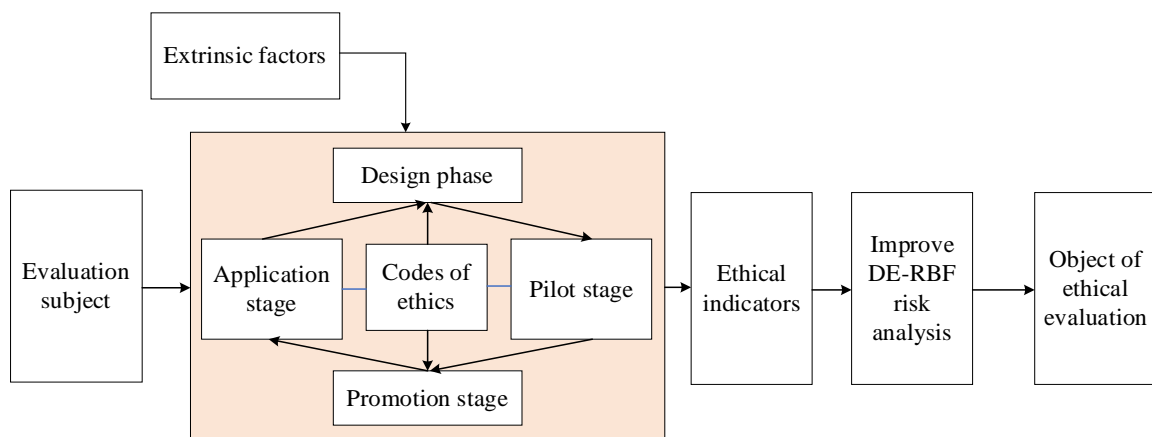 Extrinsic factors
Design phase
Evaluation
subject
Application
stage
Codes of
ethics
Pilot stage
Promotion stage
Ethical
indicators
Improve
DE-RBF
risk
analysis
Object of
ethical
evaluation